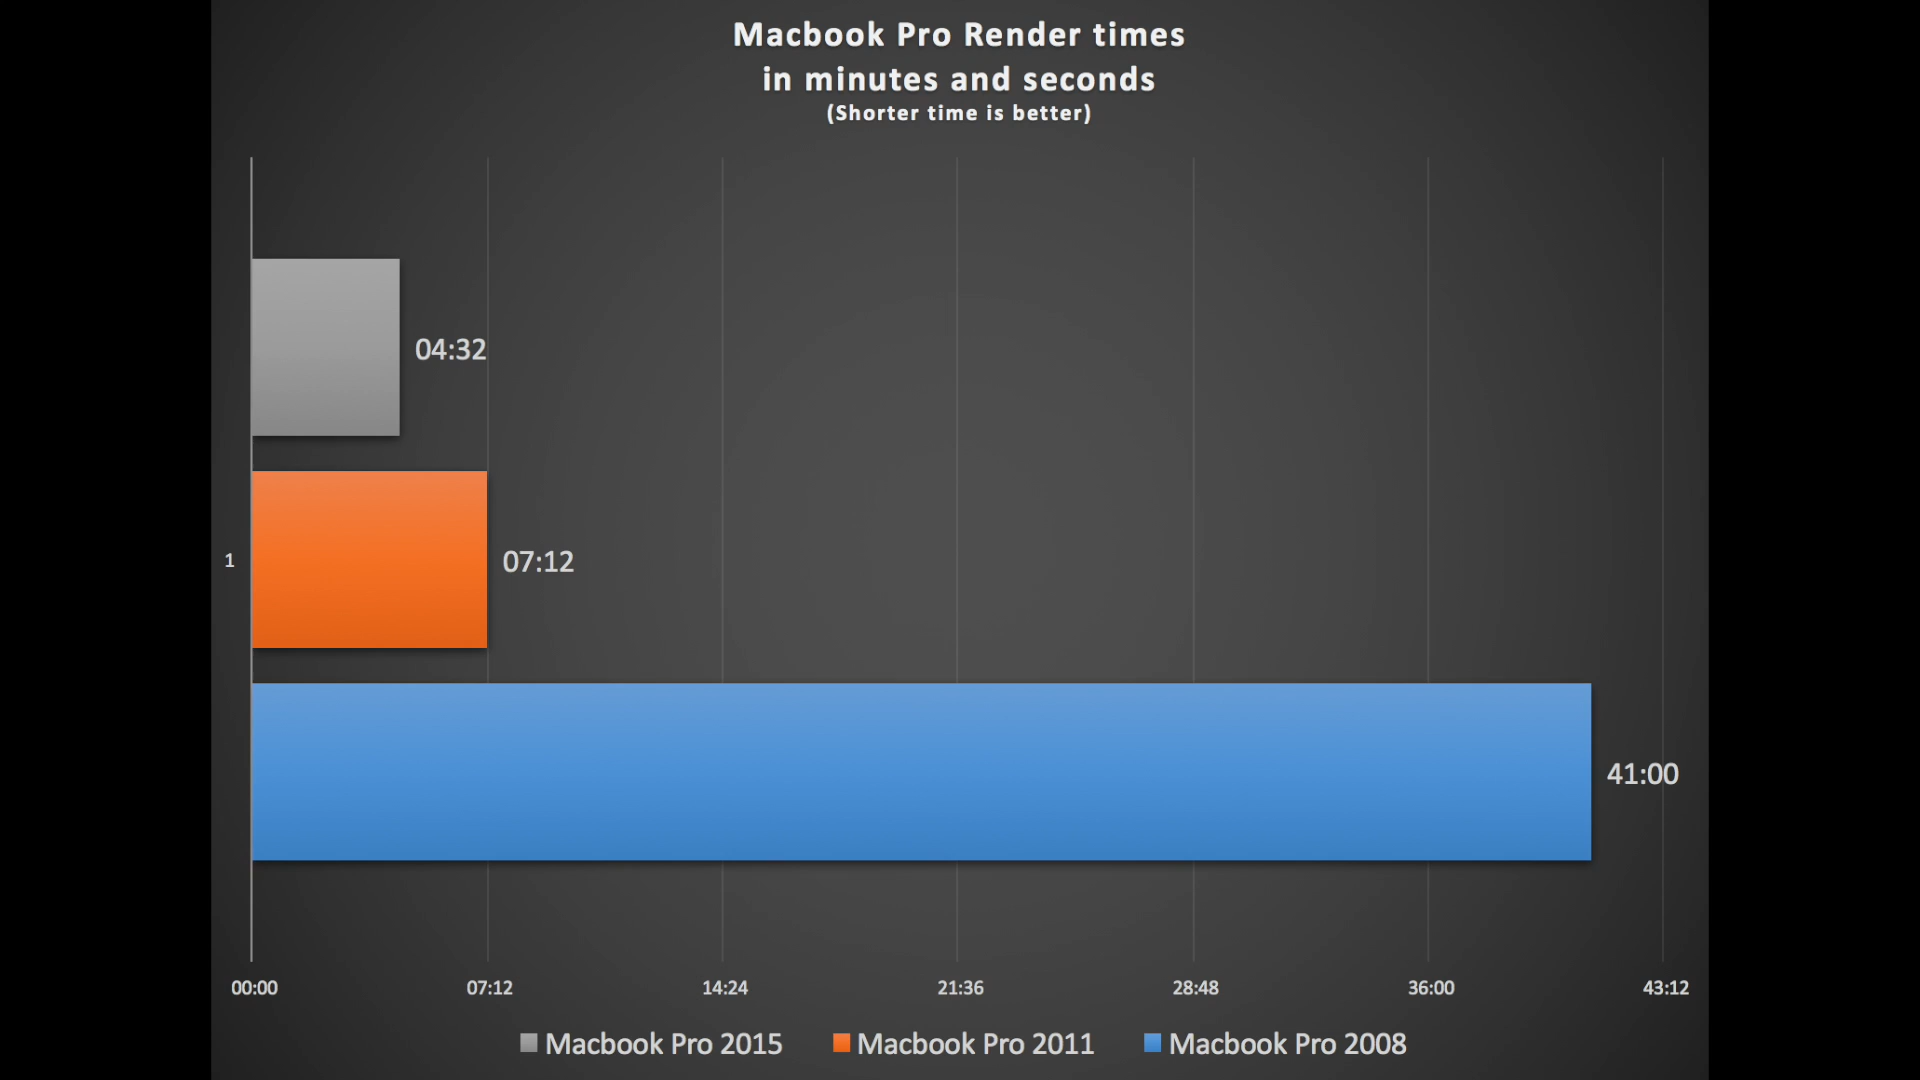 Macbook Pro Render times
in minutes and seconds
(Shorter time is better)
04:32
1
07:12
41:00
00:00 07:12 14:24 21:36 28:48 36:00 43:12
Macbook Pro 2015 Macbook Pro 2011 Macbook Pro 2008